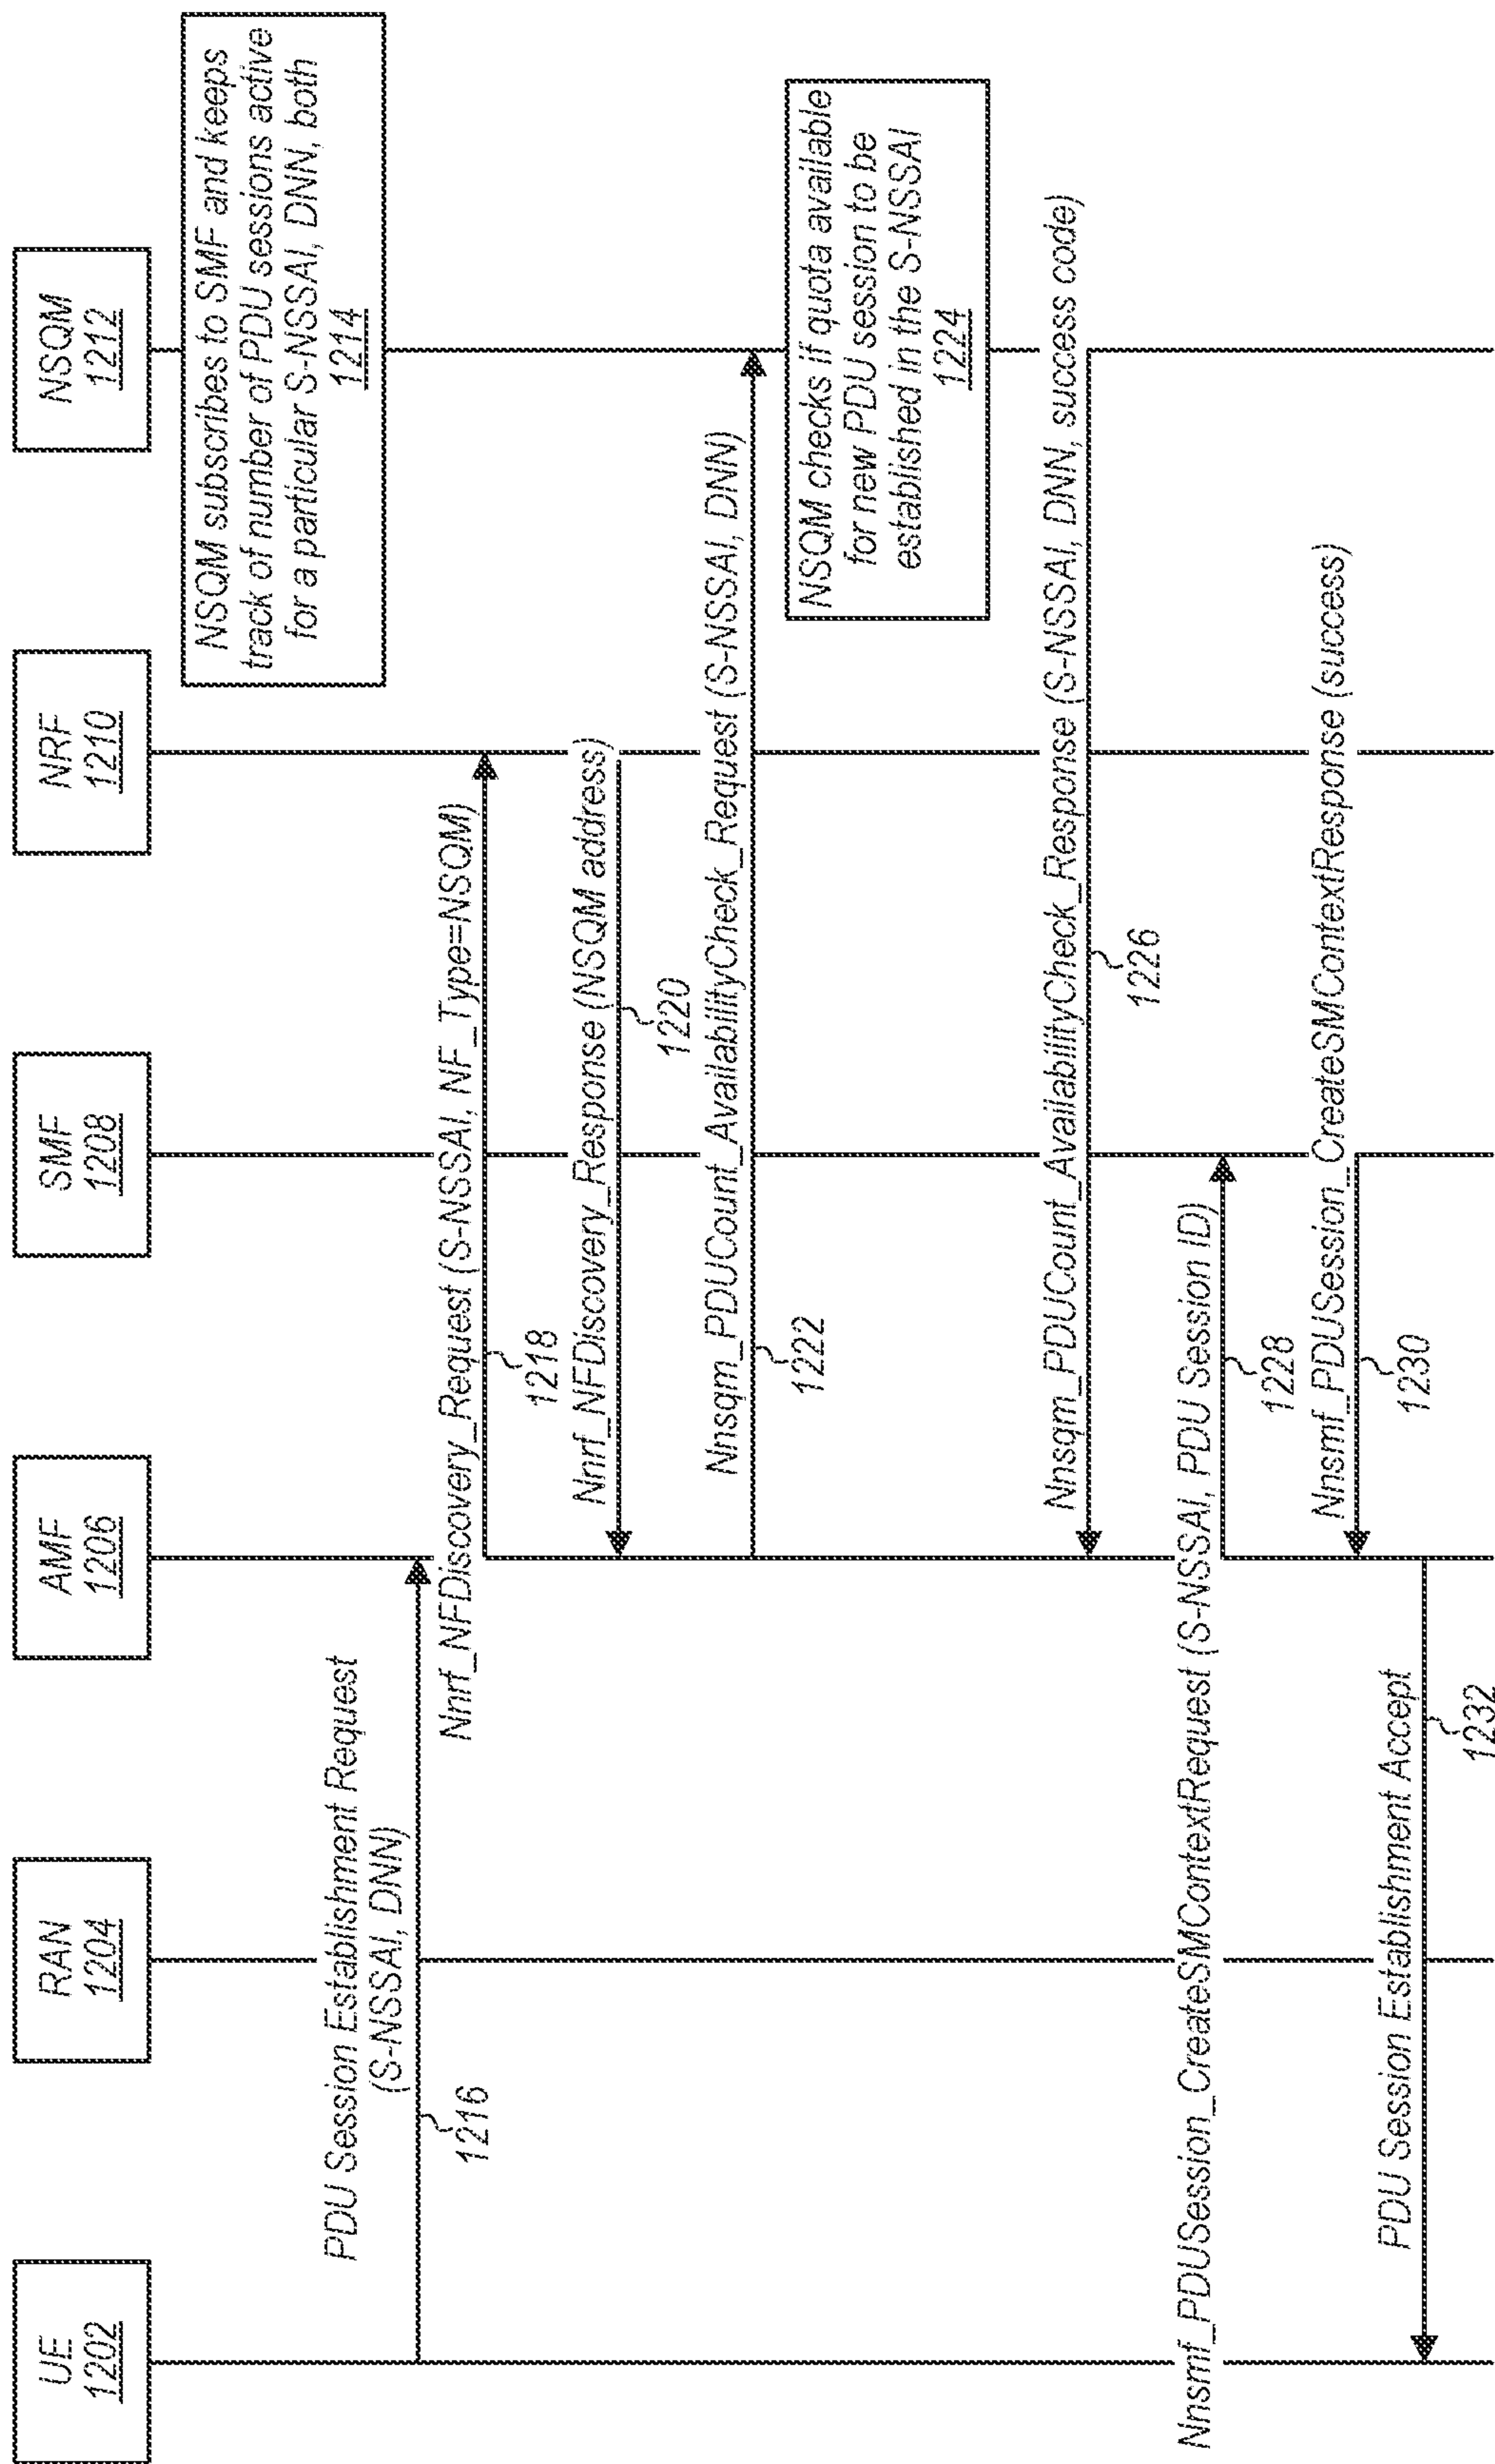 UE
1202
RAN
1204
AMF
1206
SMF
1208
NRF
1210
NSQM
1212
NSQM subscribes to SMF and keeps
track of number of PDU sessions active
for a particular S-NSSAI, DNN, both
1214
PDU Session Establishment Request
(S-NSSAI, DNN)
1216
Nnrf_NFDiscovery_Request (S-NSSAI, NF_Type=NSQM)
1218
Nnrf_NFDiscovery_Response (NSQM address)
1220
Nnsqm_PDUCount_AvailabilityCheck_Request (S-NSSAI, DNN)
1222
NSQM checks if quota available
for new PDU session to be
established in the S-NSSAI
1224
Nnsqm_PDUCount_AvailabilityCheck_Response (S-NSSAI, DNN, success code)
1226
Nnsmf_PDUSession_CreateSMContextRequest (S-NSSAI, PDU Session ID)
1228
Nnsmf_PDUSession_CreateSMContextResponse (success)
1230
PDU Session Establishment Accept
1232